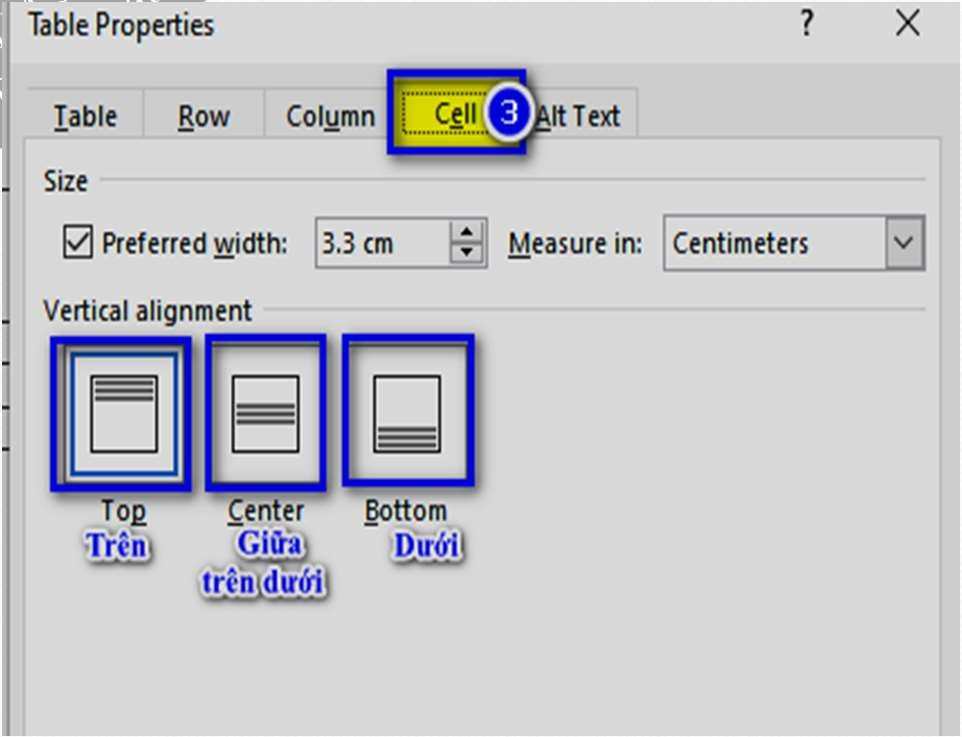 Table Properties ? X
Table Row Column Cell 3 Alt Text
Size
Preferred width: 3.3 cm Measure in: Centimeters
Vertical alignment
Top Center Bottom
Trên Giữa Dưới
trên dưới